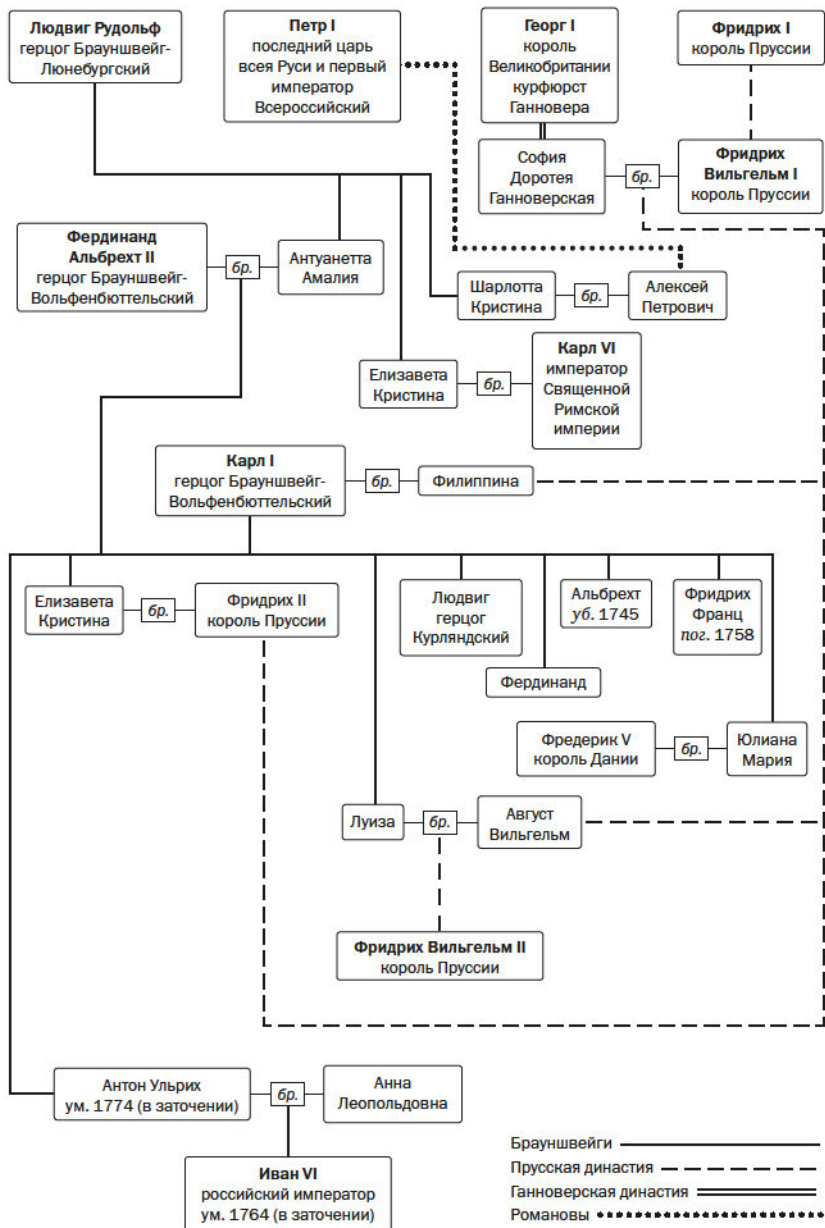 Людвиг Рудольф
герцог Брауншвейг-
Люнебургский
Петр I
последний царь
всея Руси и первый
император
Всероссийский
Георг I
король
Великобритании
курфюрст
Ганновера
Фридрих I
король Пруссии
София
Доротея
Ганноверская
бр.
Фридрих
Вильгельм I
король Пруссии
Фердинанд
Альбрехт II
герцог Брауншвейг-
Вольфенбюттельский
бр.
Антуанетта
Амалия
Шарлотта
Кристина
бр.
Алексей
Петрович
Елизавета
Кристина
бр.
Карл VI
император
Священной
Римской
империи
Карл I
герцог Брауншвейг-
Вольфенбюттельский
бр.
Филиппина
Елизавета
Кристина
бр.
Фридрих II
король Пруссии
Людвиг
герцог
Курляндский
Фердинанд
Альбрехт
уб. 1745
Фридрих
Франц
пог. 1758
Фредерик V
король Дании
бр.
Юлиана
Мария
Луиза
бр.
Август
Вильгельм
Фридрих Вильгельм II
король Пруссии
Антон Ульрих
ум. 1774 (в заточении)
бр.
Анна
Леопольдовна
Иван VI
российский император
ум. 1764 (в заточении)
Брауншвейги
Прусская династия
Ганноверская династия
Романовы